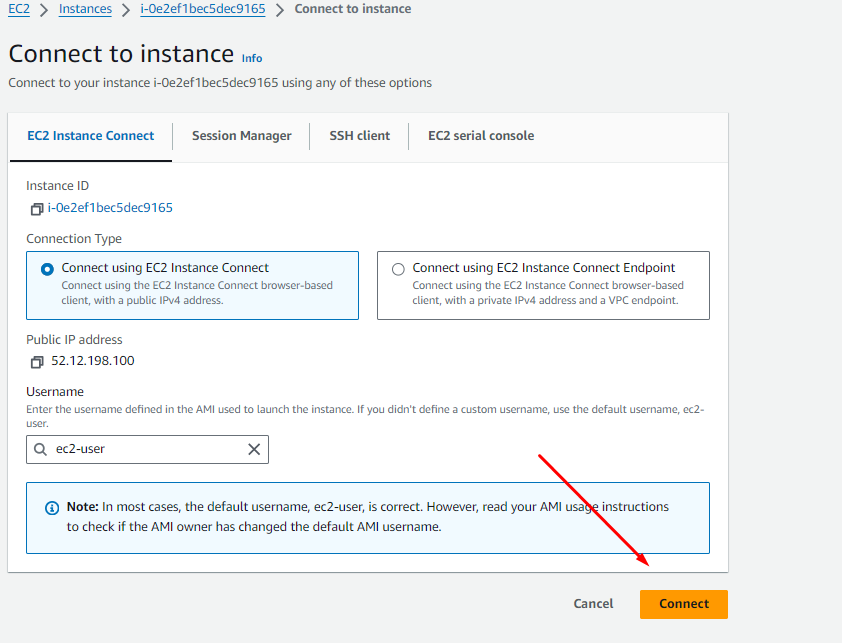 EC2 > Instances > i-0e2ef1bec5dec9165 > Connect to instance
Connect to instance Info
Connect to your instance i-0e2ef1bec5dec9165 using any of these options
EC2 Instance Connect Session Manager SSH client EC2 serial console
Instance ID
i-0e2ef1bec5dec9165
Connection Type
Connect using EC2 Instance Connect
Connect using the EC2 Instance Connect browser-based
client, with a public IPv4 address.
Connect using EC2 Instance Connect Endpoint
Connect using the EC2 Instance Connect browser-based
client, with a private IPv4 address and a VPC endpoint.
Public IP address
52.12.198.100
Username
Enter the username defined in the AMI used to launch the instance. If you didn't define a custom username, use the default username, ec2-
user.
ec2-user
Note: In most cases, the default username, ec2-user, is correct. However, read your AMI usage instructions
to check if the AMI owner has changed the default AMI username.
Cancel Connect